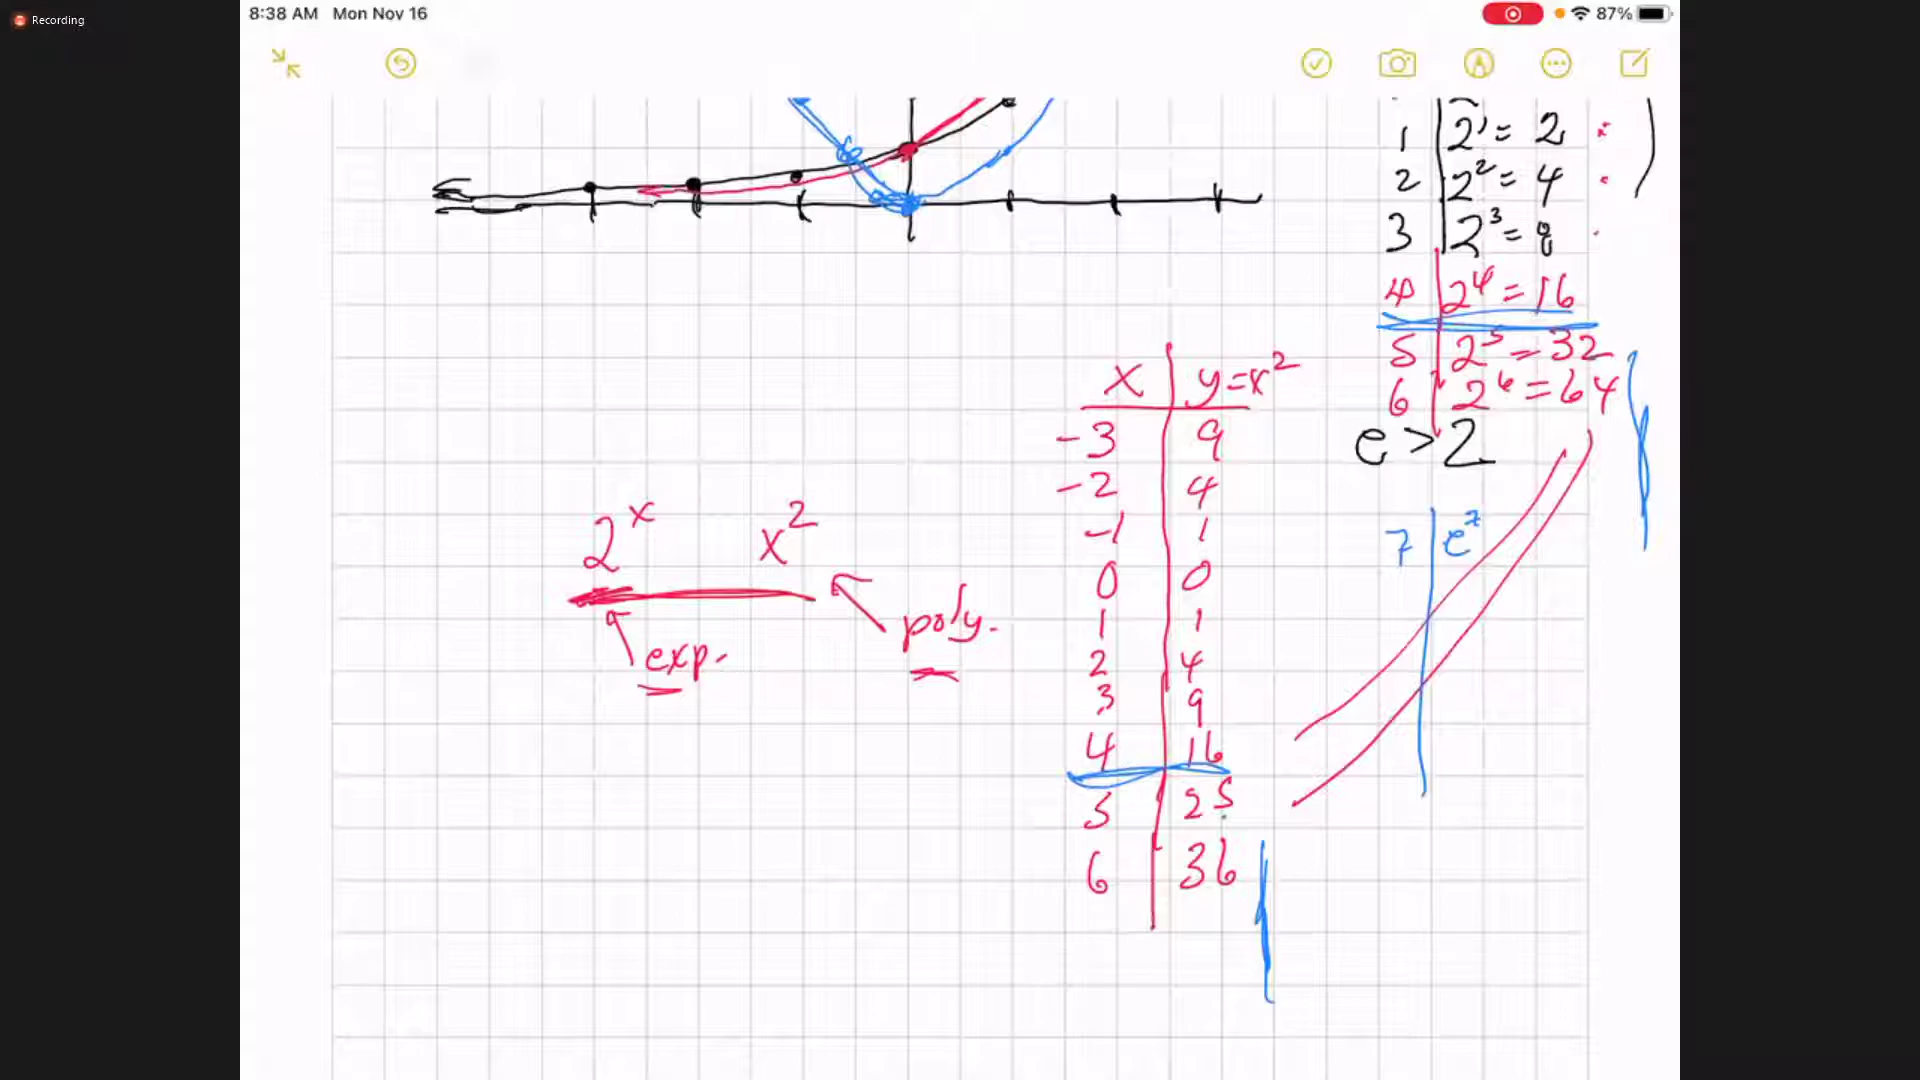 Recording
8:38 AM Mon Nov 16
87%
1 | 2¹ = 2
2 | 2² = 4
3 | 2³ = 8
4 | 2⁴ = 16
5 | 2⁵ = 32
6 | 2⁶ = 64
e > 2
7 | e⁷
x | y = x²
-3 | 9
-2 | 4
-1 | 1
0 | 0
1 | 1
2 | 4
3 | 9
4 | 16
5 | 25
6 | 36
2ˣ x²
exp.
poly.